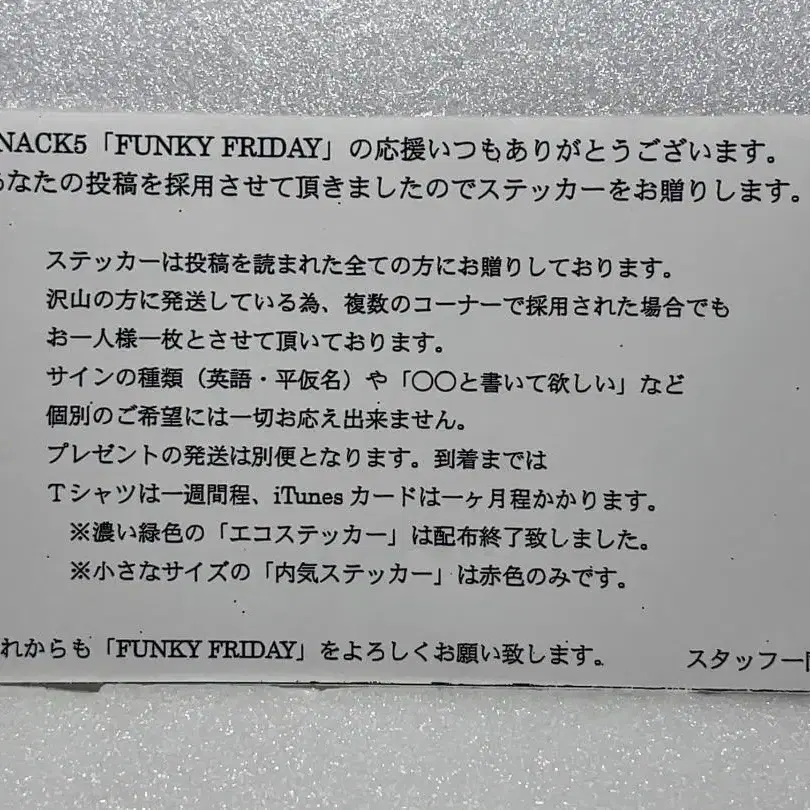 NACK5「FUNKY FRIDAY」の応援いつもありがとうございます。
あなたの投稿を採用させて頂きましたのでステッカーをお贈りします。
ステッカーは投稿を読まれた全ての方にお贈りしております。
沢山の方に発送している為、複数のコーナーで採用された場合でも
お一人様一枚とさせて頂いております。
サインの種類（英語・平仮名）や「〇〇と書いて欲しい」など
個別のご希望には一切お応え出来ません。
プレゼントの発送は別便となります。到着までは
Ｔシャツは一週間程、iTunes カードは一ヶ月程かかります。
※濃い緑色の「エコステッカー」は配布終了致しました。
※小さなサイズの「内気ステッカー」は赤色のみです。
れからも「FUNKY FRIDAY」をよろしくお願い致します。
スタッフ一